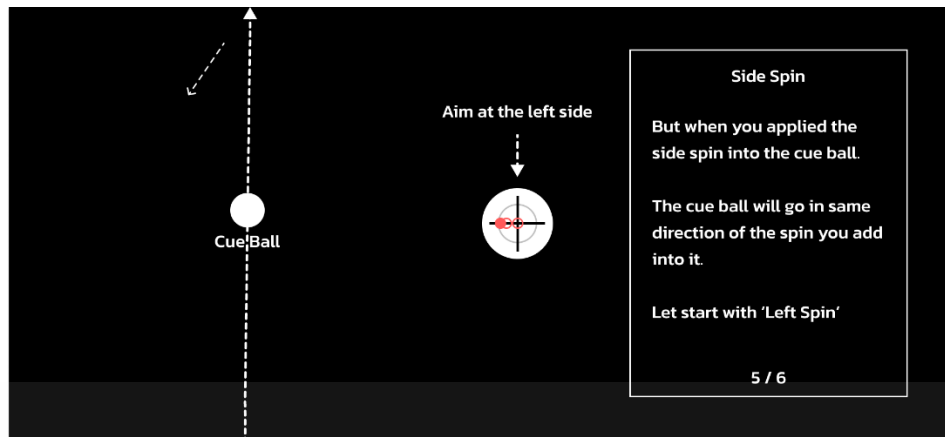 Side Spin
Aim at the left side
But when you applied the
side spin into the cue ball.
The cue ball will go in same
direction of the spin you add
into it.
Cue Ball
Let start with ‘Left Spin’
5 / 6